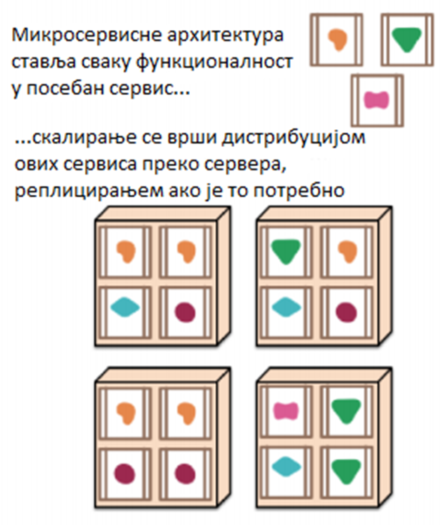 Микросервисне архитектура
ставља сваку функционалност
у посебан сервис...
...скалирање се врши дистрибуцијом
ових сервиса преко сервера,
реплицирањем ако је то потребно